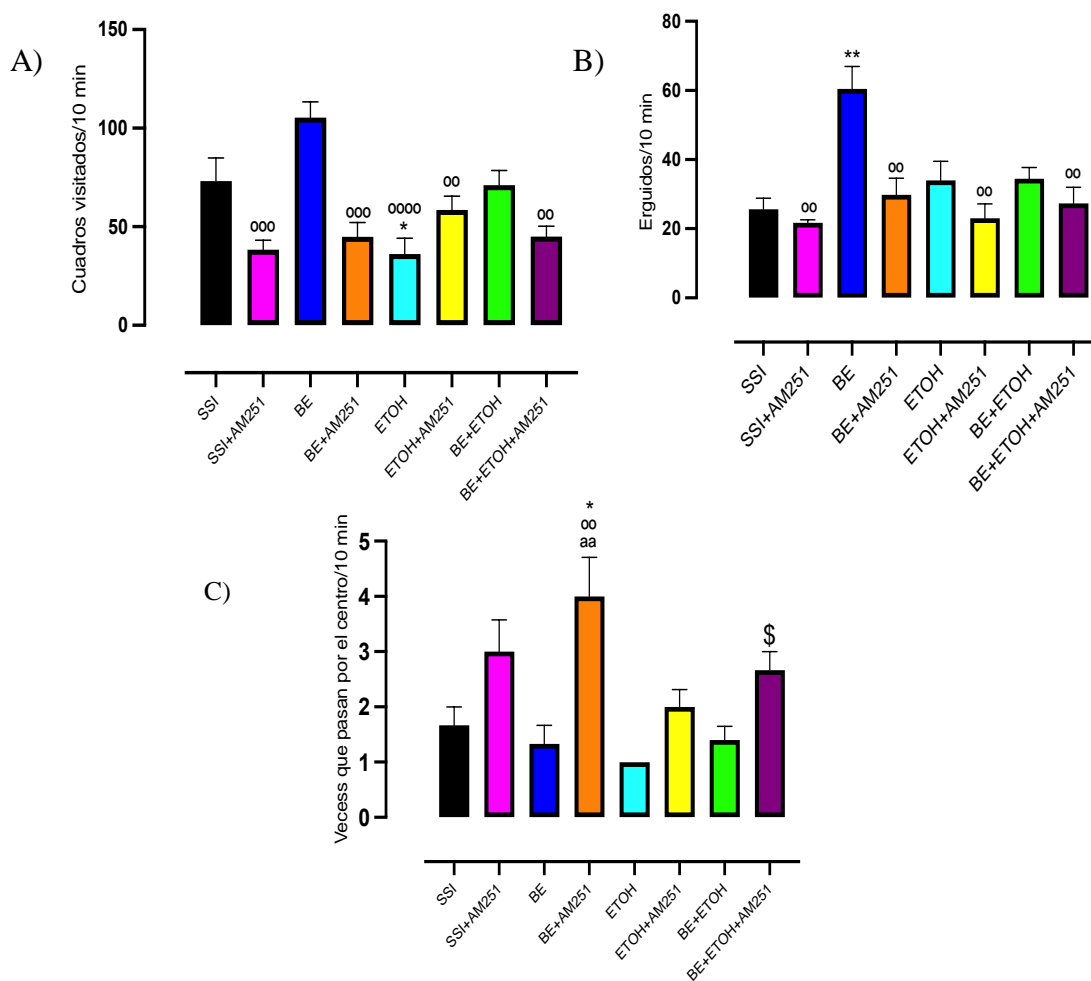 A)
Cuadros visitados/10 min
150
100
50
0
ooo
ooo
oooo
*
oo
oo
SSI
SSI+AM251
BE
BE+AM251
ETOH
ETOH+AM251
BE+ETOH
BE+ETOH+AM251
B)
Erguidos/10 min
80
60
40
20
0
oo
**
oo
oo
oo
SSI
SSI+AM251
BE
BE+AM251
ETOH
ETOH+AM251
BE+ETOH
BE+ETOH+AM251
C)
Vecess que pasan por el centro/10 min
5
4
3
2
1
0
*
oo
aa
$
SSI
SSI+AM251
BE
BE+AM251
ETOH
ETOH+AM251
BE+ETOH
BE+ETOH+AM251